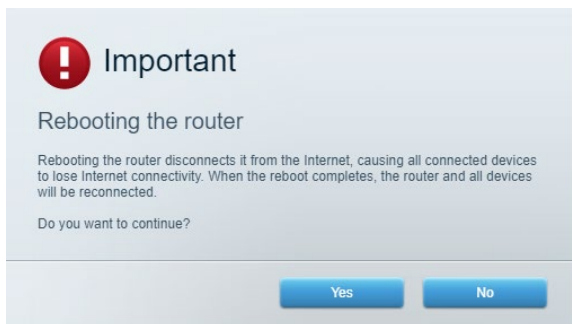 Important
Rebooting the router
Rebooting the router disconnects it from the Internet, causing all connected devices
to lose Internet connectivity. When the reboot completes, the router and all devices
will be reconnected.
Do you want to continue?
Yes
No